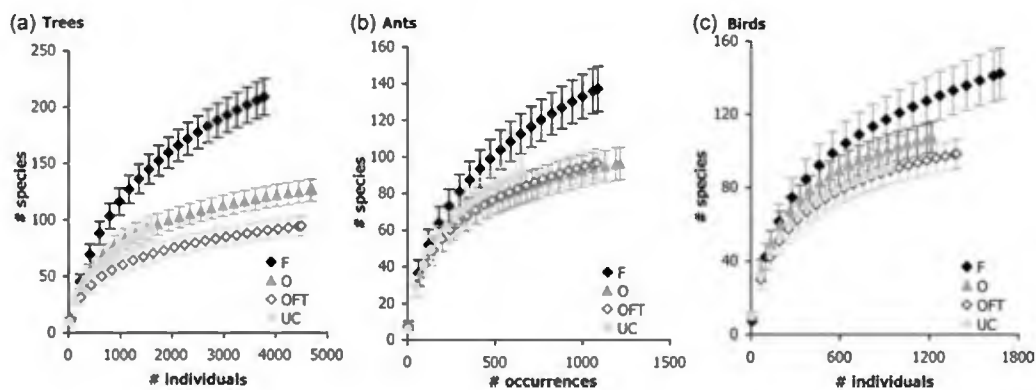 (a) Trees
250
200
150
100
50
0
# species
0 1000 2000 3000 4000 5000
# Individuals
F
O
OFT
UC
(b) Ants
160
140
120
100
80
60
40
20
0
# species
0 500 1000 1500
# occurrences
F
O
OFT
UC
(c) Birds
160
120
80
40
0
# species
0 600 1200 1800
# individuals
F
O
OFT
UC